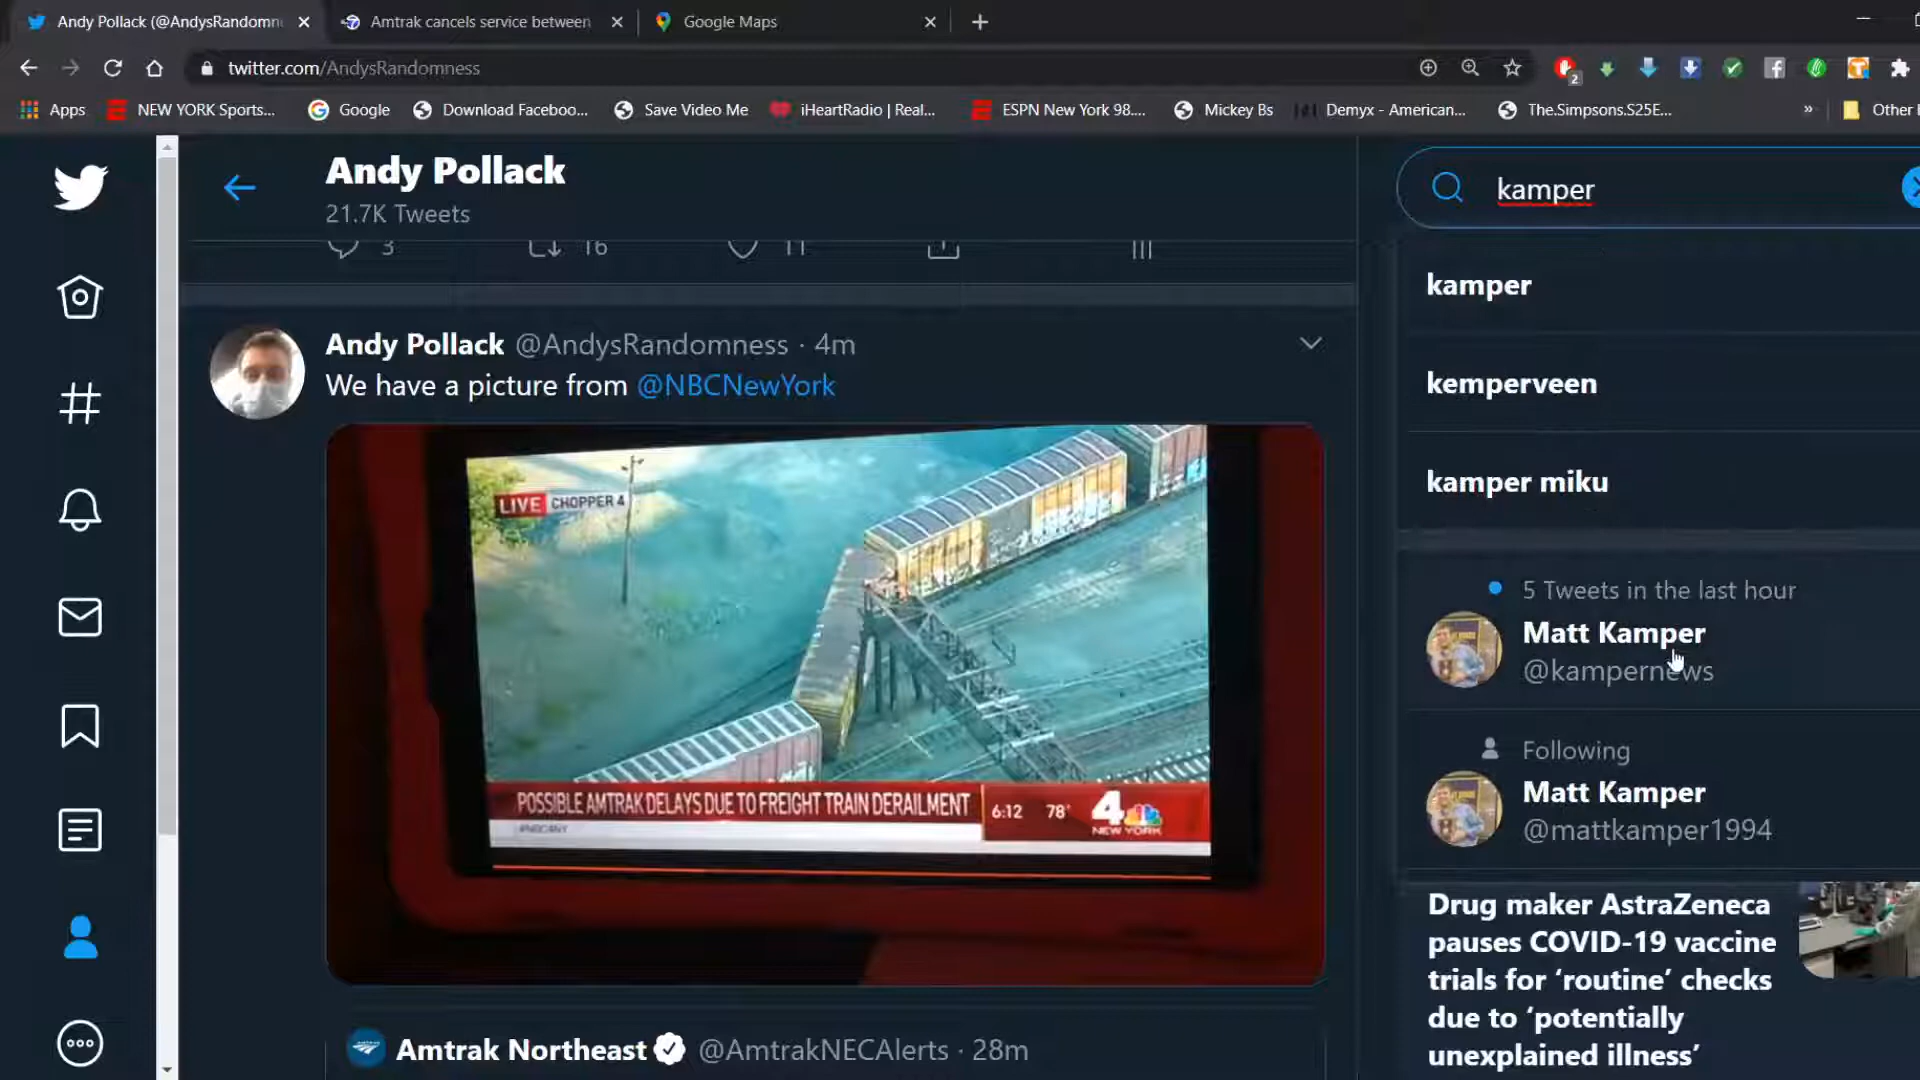 Andy Pollack (@AndysRandomn
Amtrak cancels service between
Google Maps
twitter.com/AndysRandomness
2
Apps
NEW YORK Sports...
Google
Download Faceboo...
Save Video Me
iHeartRadio | Real...
ESPN New York 98....
Mickey Bs
Demyx - American...
The.Simpsons.S25E...
»
Other
Andy Pollack
21.7K Tweets
3
16
11
Andy Pollack @AndysRandomness · 4m
We have a picture from @NBCNewYork
LIVE CHOPPER 4
POSSIBLE AMTRAK DELAYS DUE TO FREIGHT TRAIN DERAILMENT
6:12 78°
4
NEW YORK
Amtrak Northeast @AmtrakNECAlerts · 28m
kamper
kamper
kemperveen
kamper miku
5 Tweets in the last hour
Matt Kamper
@kampernews
Following
Matt Kamper
@mattkamper1994
Drug maker AstraZeneca
pauses COVID-19 vaccine
trials for ‘routine’ checks
due to ‘potentially
unexplained illness’